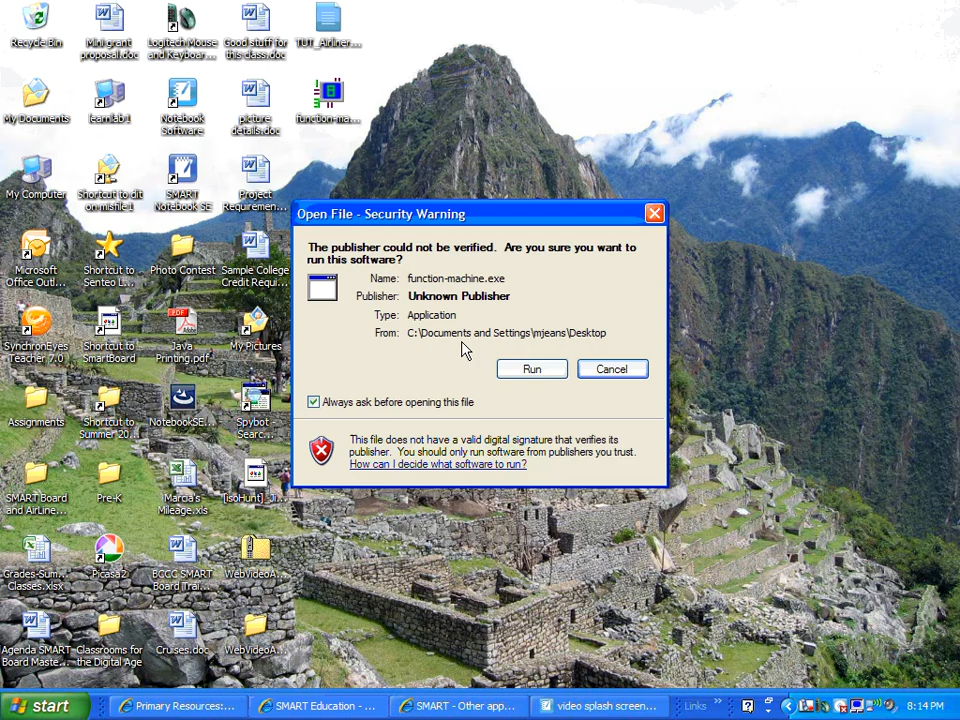 Recycle Bin
Mini grant
proposal.doc
Logitech Mouse
and Keyboar...
Good stuff for
this class.doc
TUT_Airliner...
My Documents
learnlab1
Notebook
Software
picture
details.doc
function-ma...
My Computer
Shortcut to dit
on misfile 1
SMART
Notebook SE
Project
Requiremen...
Microsoft
Office Outl...
Shortcut to
Senteo L...
Photo Contest
Sample College
Credit Requi...
SynchronEyes
Teacher 7.0
Shortcut to
SmartBoard
Java
Printing.pdf
My Pictures
Assignments
Shortcut to
Summer 20...
NotebookSE...
Spybot -
Searc...
SMART Board
and AirLine...
Pre-K
Marcia's
Mileage.xls
[isoHunt] Ji...
Grades-Sum...
Classes.xlsx
Picasa2
BCCC SMART
Board Trai...
WebVideoA...
Agenda SMART
Board Maste...
Classrooms for
the Digital Age
Cruises.doc
WebVideoA...
Open File - Security Warning
The publisher could not be verified. Are you sure you want to
run this software?
Name: function-machine.exe
Publisher: Unknown Publisher
Type: Application
From: C:\Documents and Settings\mjeans\Desktop
Run
Cancel
Always ask before opening this file
This file does not have a valid digital signature that verifies its
publisher. You should only run software from publishers you trust.
How can I decide what software to run?
start
Primary Resources:...
SMART Education - ...
SMART - Other app...
video splash screen...
Links
8:14 PM